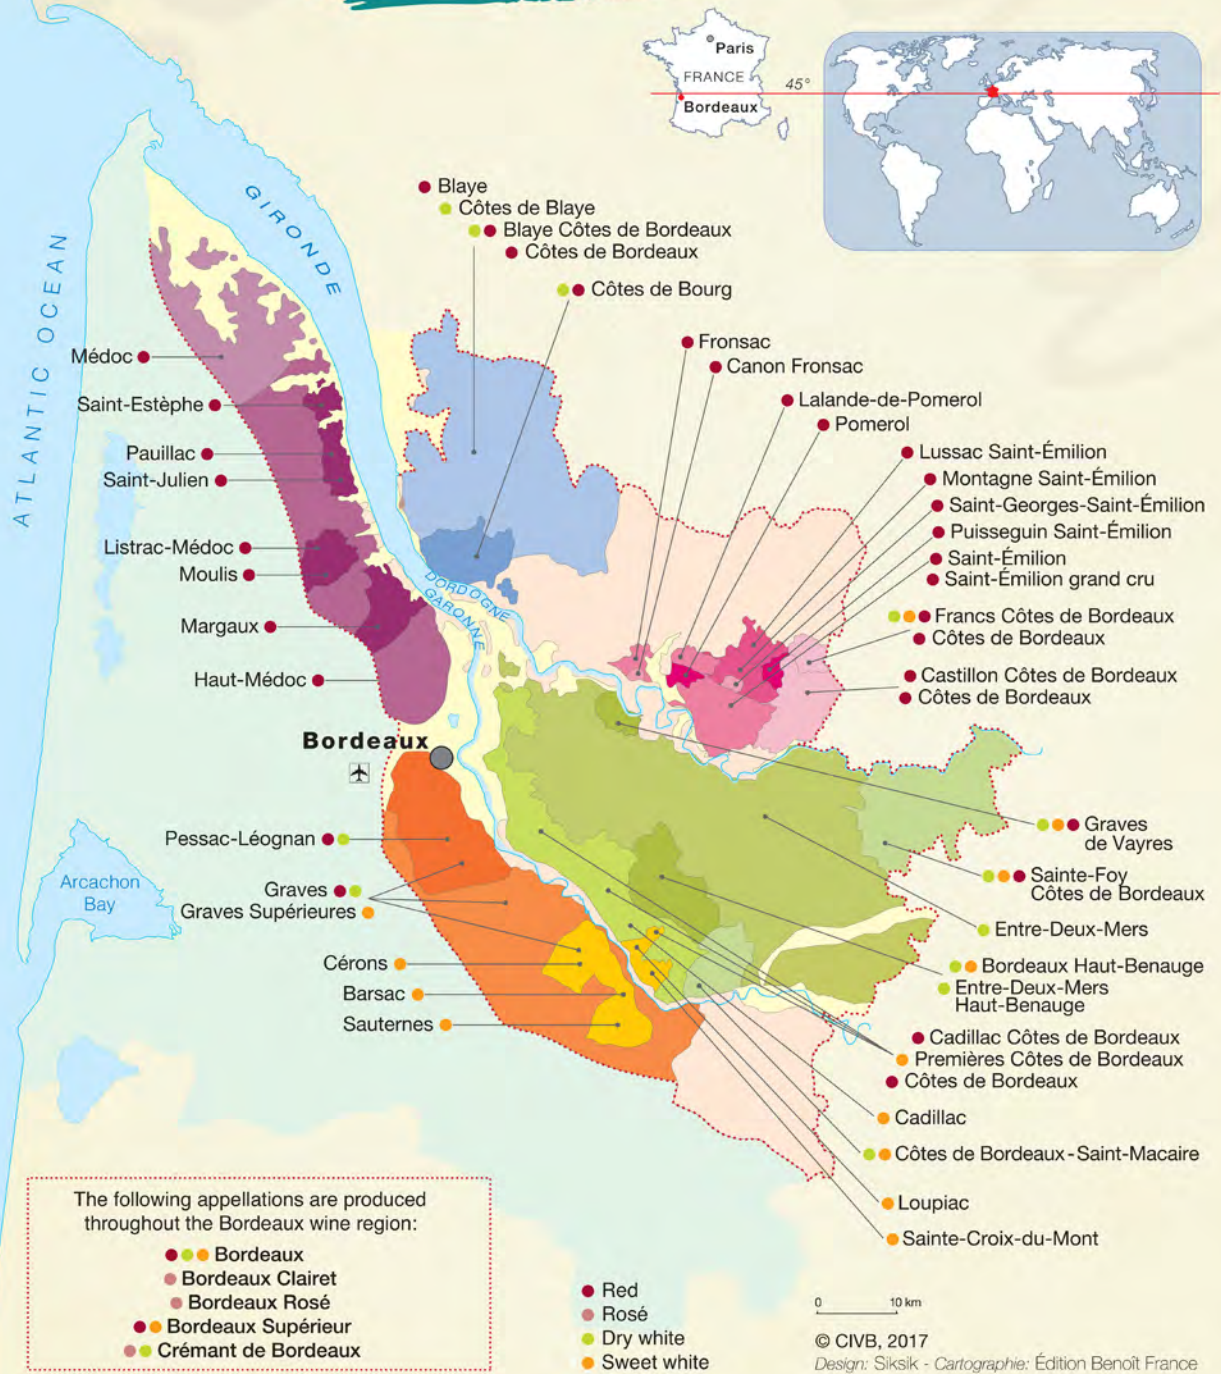 Paris
FRANCE
45°
Bordeaux
GIRONDE
ATLANTIC OCEAN
Blaye
Côtes de Blaye
Blaye Côtes de Bordeaux
Côtes de Bordeaux
Côtes de Bourg
Fronsac
Canon Fronsac
Lalande-de-Pomerol
Pomerol
Lussac Saint-Émilion
Montagne Saint-Émilion
Saint-Georges-Saint-Émilion
Puisseguin Saint-Émilion
Saint-Émilion
Saint-Émilion grand cru
Francs Côtes de Bordeaux
Côtes de Bordeaux
Castillon Côtes de Bordeaux
Côtes de Bordeaux
Médoc
Saint-Estèphe
Pauillac
Saint-Julien
Listrac-Médoc
Moulis
Margaux
Haut-Médoc
DORDOGNE
GARONNE
Bordeaux
Pessac-Léognan
Graves
Graves Supérieures
Cérons
Barsac
Sauternes
Arcachon
Bay
Graves
de Vayres
Sainte-Foy
Côtes de Bordeaux
Entre-Deux-Mers
Bordeaux Haut-Benauge
Entre-Deux-Mers
Haut-Benauge
Cadillac Côtes de Bordeaux
Premières Côtes de Bordeaux
Côtes de Bordeaux
Cadillac
Côtes de Bordeaux-Saint-Macaire
Loupiac
Sainte-Croix-du-Mont
The following appellations are produced
throughout the Bordeaux wine region:
Bordeaux
Bordeaux Clairet
Bordeaux Rosé
Bordeaux Supérieur
Crémant de Bordeaux
Red
Rosé
Dry white
Sweet white
0 10 km
© CIVB, 2017
Design: Siksik - Cartographie: Édition Benoît France